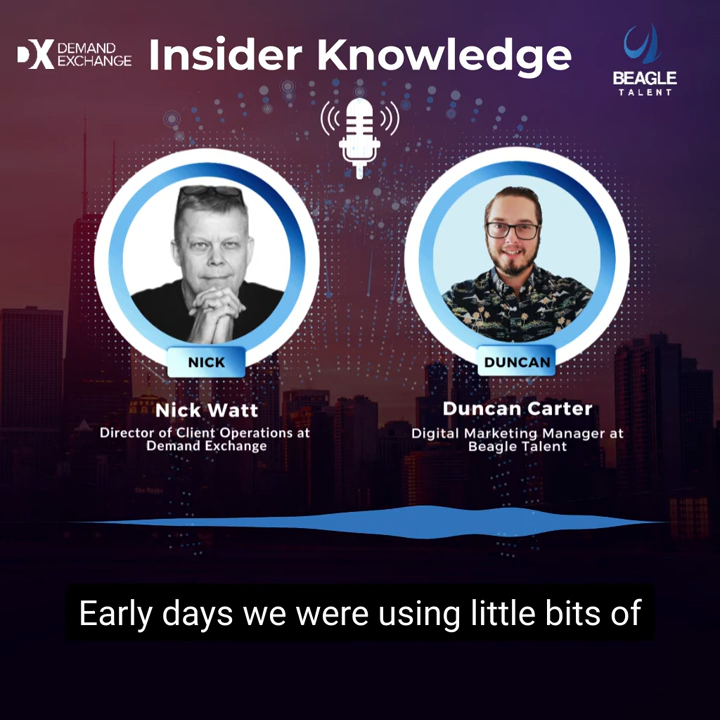 DX DEMAND
EXCHANGE
Insider Knowledge
BEAGLE
TALENT
NICK
DUNCAN
Nick Watt
Director of Client Operations at
Demand Exchange
Duncan Carter
Digital Marketing Manager at
Beagle Talent
Early days we were using little bits of